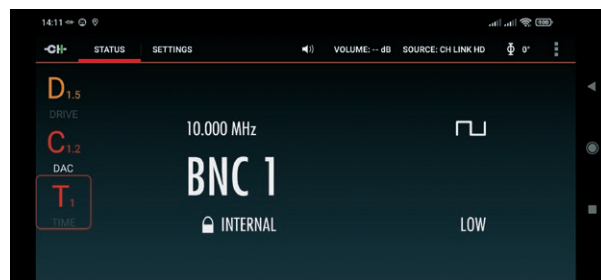 14:11 100
-CH- STATUS SETTINGS VOLUME: -- dB SOURCE: CH LINK HD Φ 0°
D1.5
DRIVE
C1.2
DAC
T1
TIME
10.000 MHz
BNC 1
INTERNAL LOW